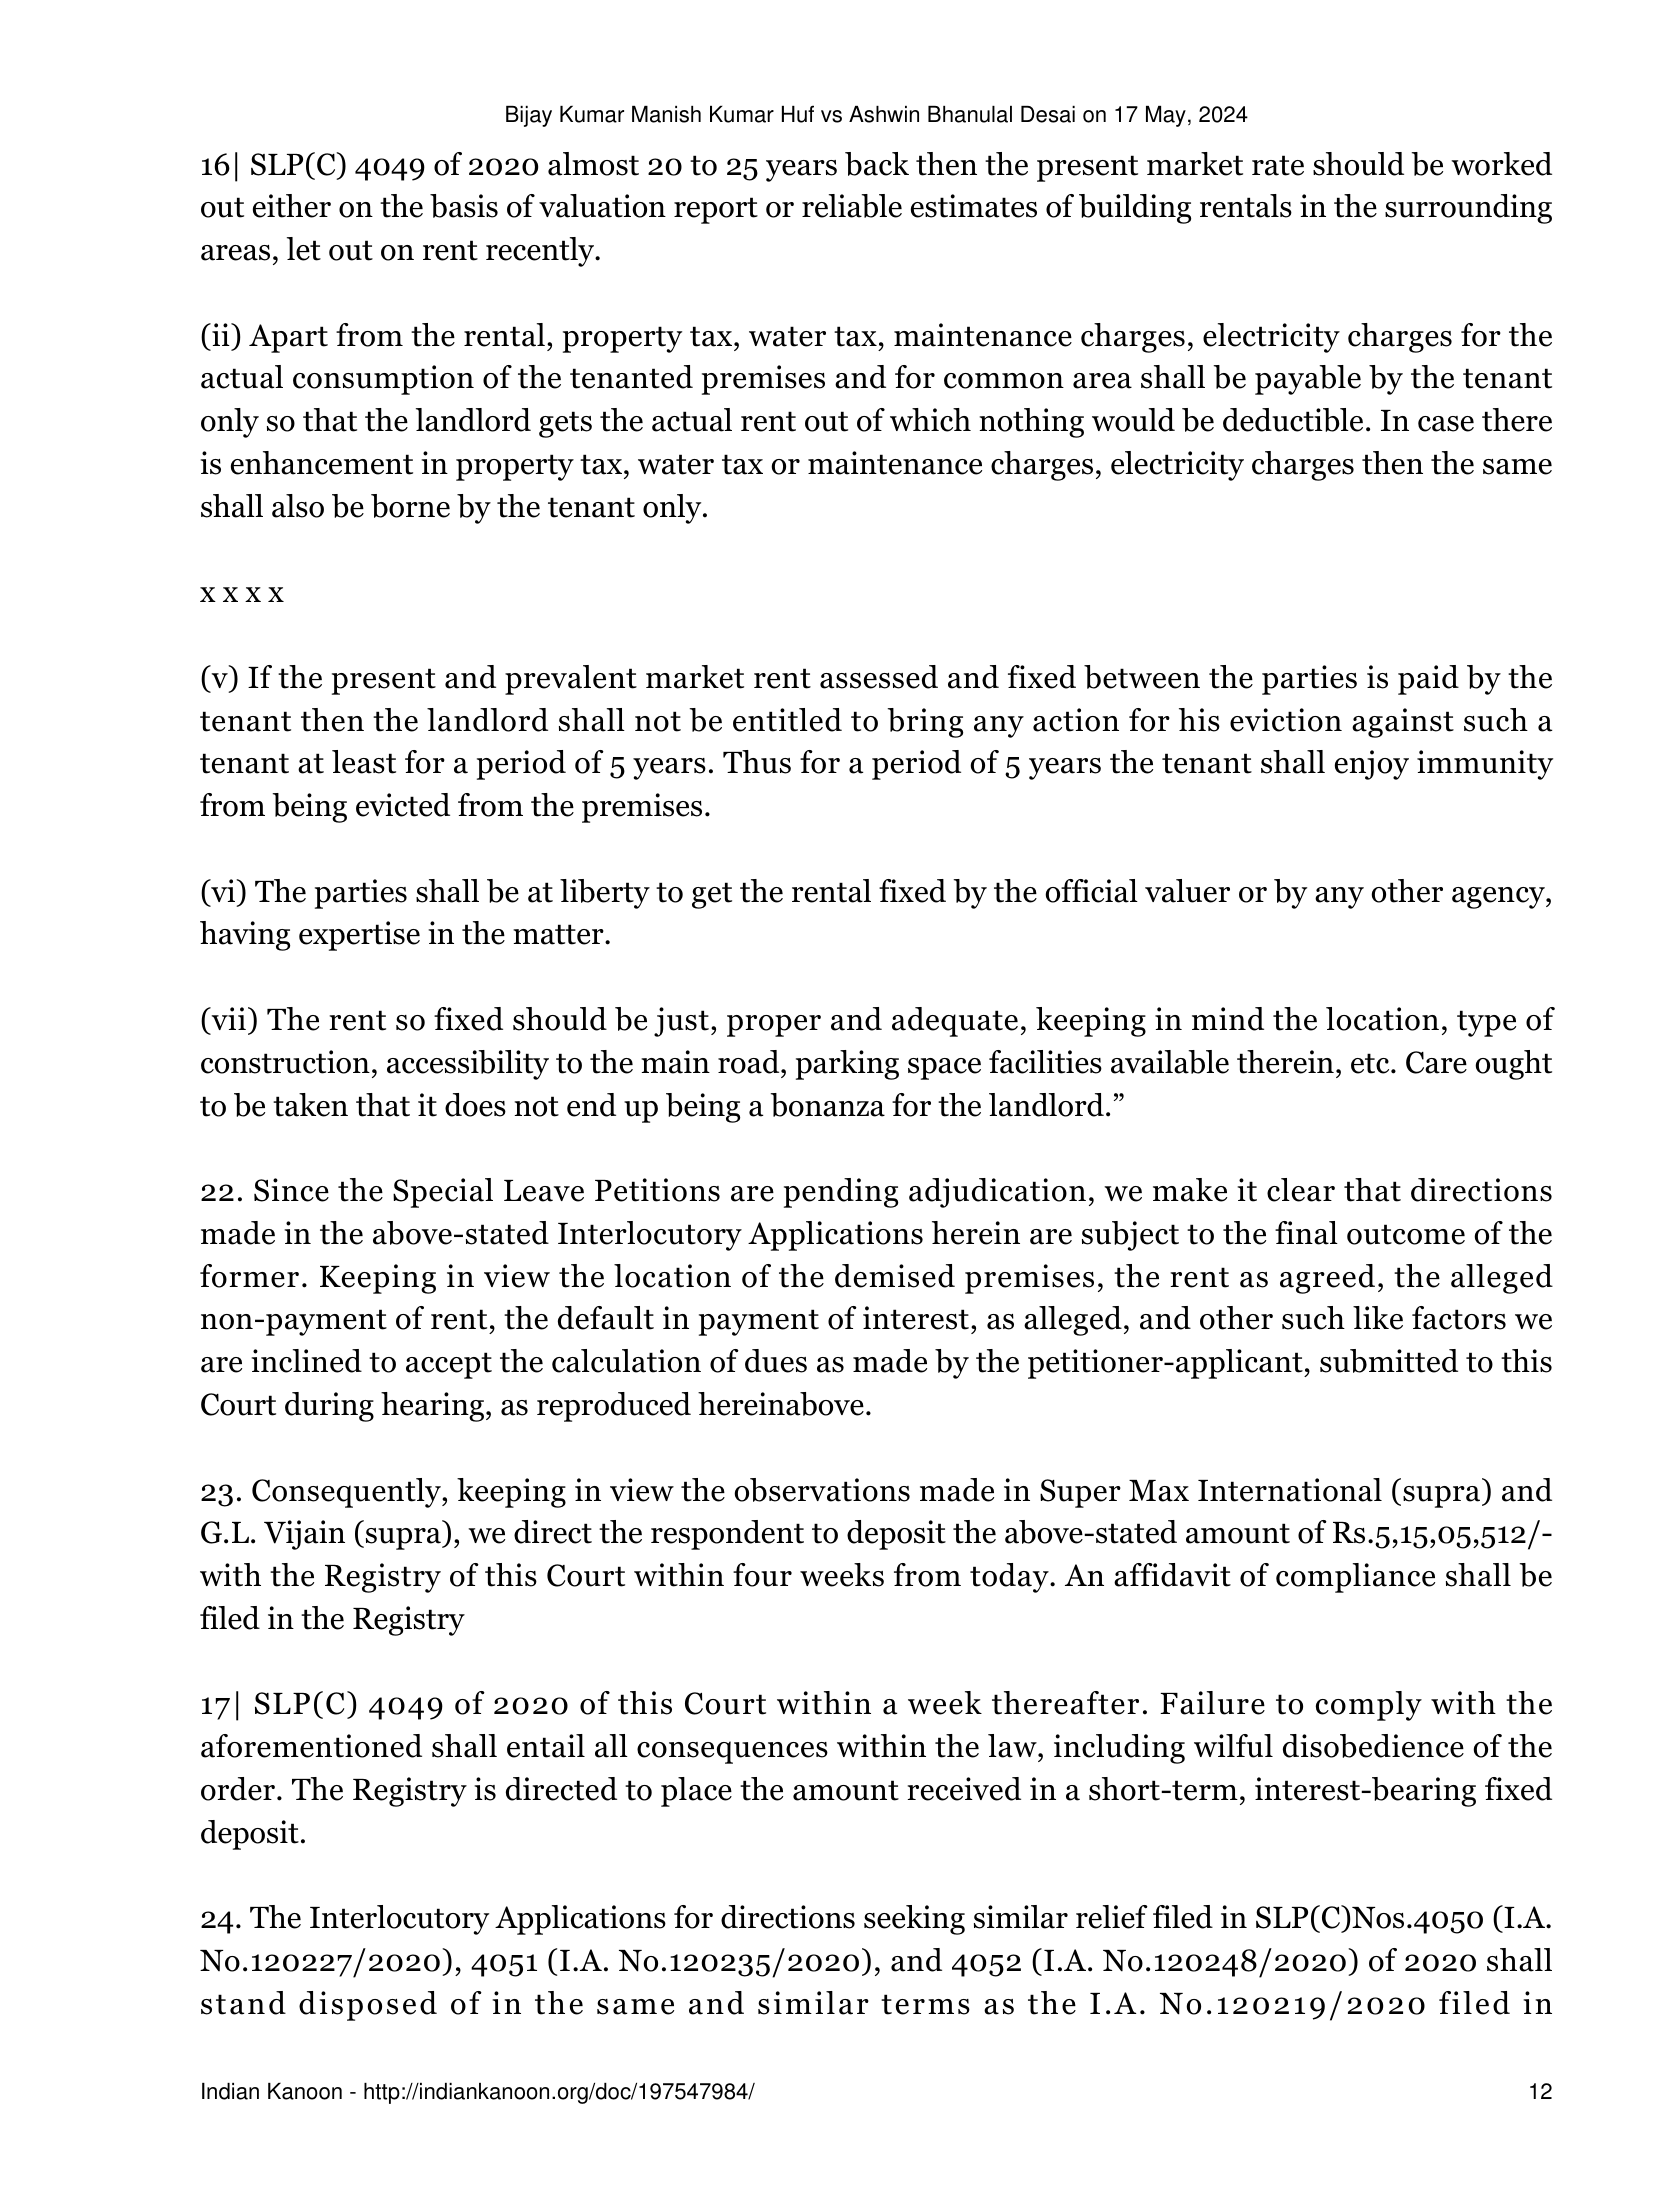 Bijay Kumar Manish Kumar Huf vs Ashwin Bhanulal Desai on 17 May, 2024
16| SLP(C) 4049 of 2020 almost 20 to 25 years back then the present market rate should be worked
out either on the basis of valuation report or reliable estimates of building rentals in the surrounding
areas, let out on rent recently.
(ii) Apart from the rental, property tax, water tax, maintenance charges, electricity charges for the
actual consumption of the tenanted premises and for common area shall be payable by the tenant
only so that the landlord gets the actual rent out of which nothing would be deductible. In case there
is enhancement in property tax, water tax or maintenance charges, electricity charges then the same
shall also be borne by the tenant only.
x x x x
(v) If the present and prevalent market rent assessed and fixed between the parties is paid by the
tenant then the landlord shall not be entitled to bring any action for his eviction against such a
tenant at least for a period of 5 years. Thus for a period of 5 years the tenant shall enjoy immunity
from being evicted from the premises.
(vi) The parties shall be at liberty to get the rental fixed by the official valuer or by any other agency,
having expertise in the matter.
(vii) The rent so fixed should be just, proper and adequate, keeping in mind the location, type of
construction, accessibility to the main road, parking space facilities available therein, etc. Care ought
to be taken that it does not end up being a bonanza for the landlord.”
22. Since the Special Leave Petitions are pending adjudication, we make it clear that directions
made in the above-stated Interlocutory Applications herein are subject to the final outcome of the
former. Keeping in view the location of the demised premises, the rent as agreed, the alleged
non-payment of rent, the default in payment of interest, as alleged, and other such like factors we
are inclined to accept the calculation of dues as made by the petitioner-applicant, submitted to this
Court during hearing, as reproduced hereinabove.
23. Consequently, keeping in view the observations made in Super Max International (supra) and
G.L. Vijain (supra), we direct the respondent to deposit the above-stated amount of Rs.5,15,05,512/-
with the Registry of this Court within four weeks from today. An affidavit of compliance shall be
filed in the Registry
17| SLP(C) 4049 of 2020 of this Court within a week thereafter. Failure to comply with the
aforementioned shall entail all consequences within the law, including wilful disobedience of the
order. The Registry is directed to place the amount received in a short-term, interest-bearing fixed
deposit.
24. The Interlocutory Applications for directions seeking similar relief filed in SLP(C)Nos.4050 (I.A.
No.120227/2020), 4051 (I.A. No.120235/2020), and 4052 (I.A. No.120248/2020) of 2020 shall
stand disposed of in the same and similar terms as the I.A. No.120219/2020 filed in
Indian Kanoon - http://indiankanoon.org/doc/197547984/ 12